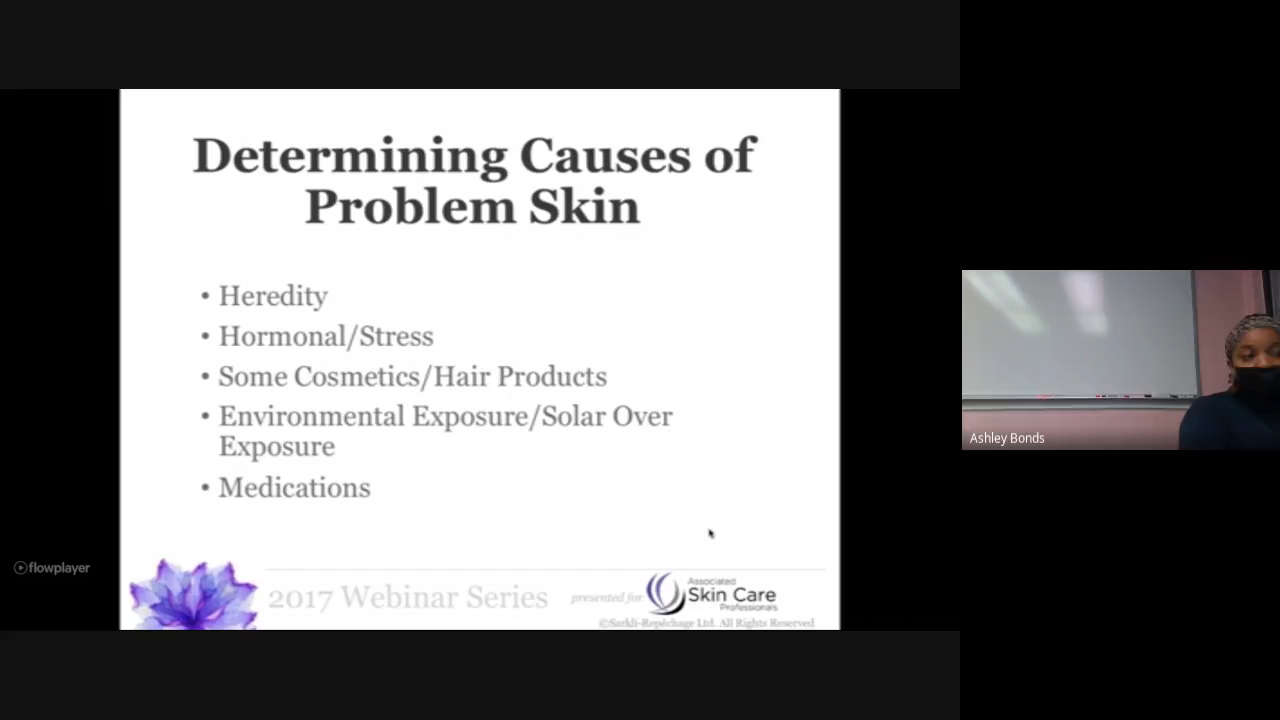 Determining Causes of
Problem Skin
• Heredity
• Hormonal/Stress
• Some Cosmetics/Hair Products
• Environmental Exposure/Solar Over
Exposure
• Medications
flowplayer
2017 Webinar Series
presented for
Associated
Skin Care
Professionals
©Sarkli-Repêchage Ltd. All Rights Reserved
Ashley Bonds